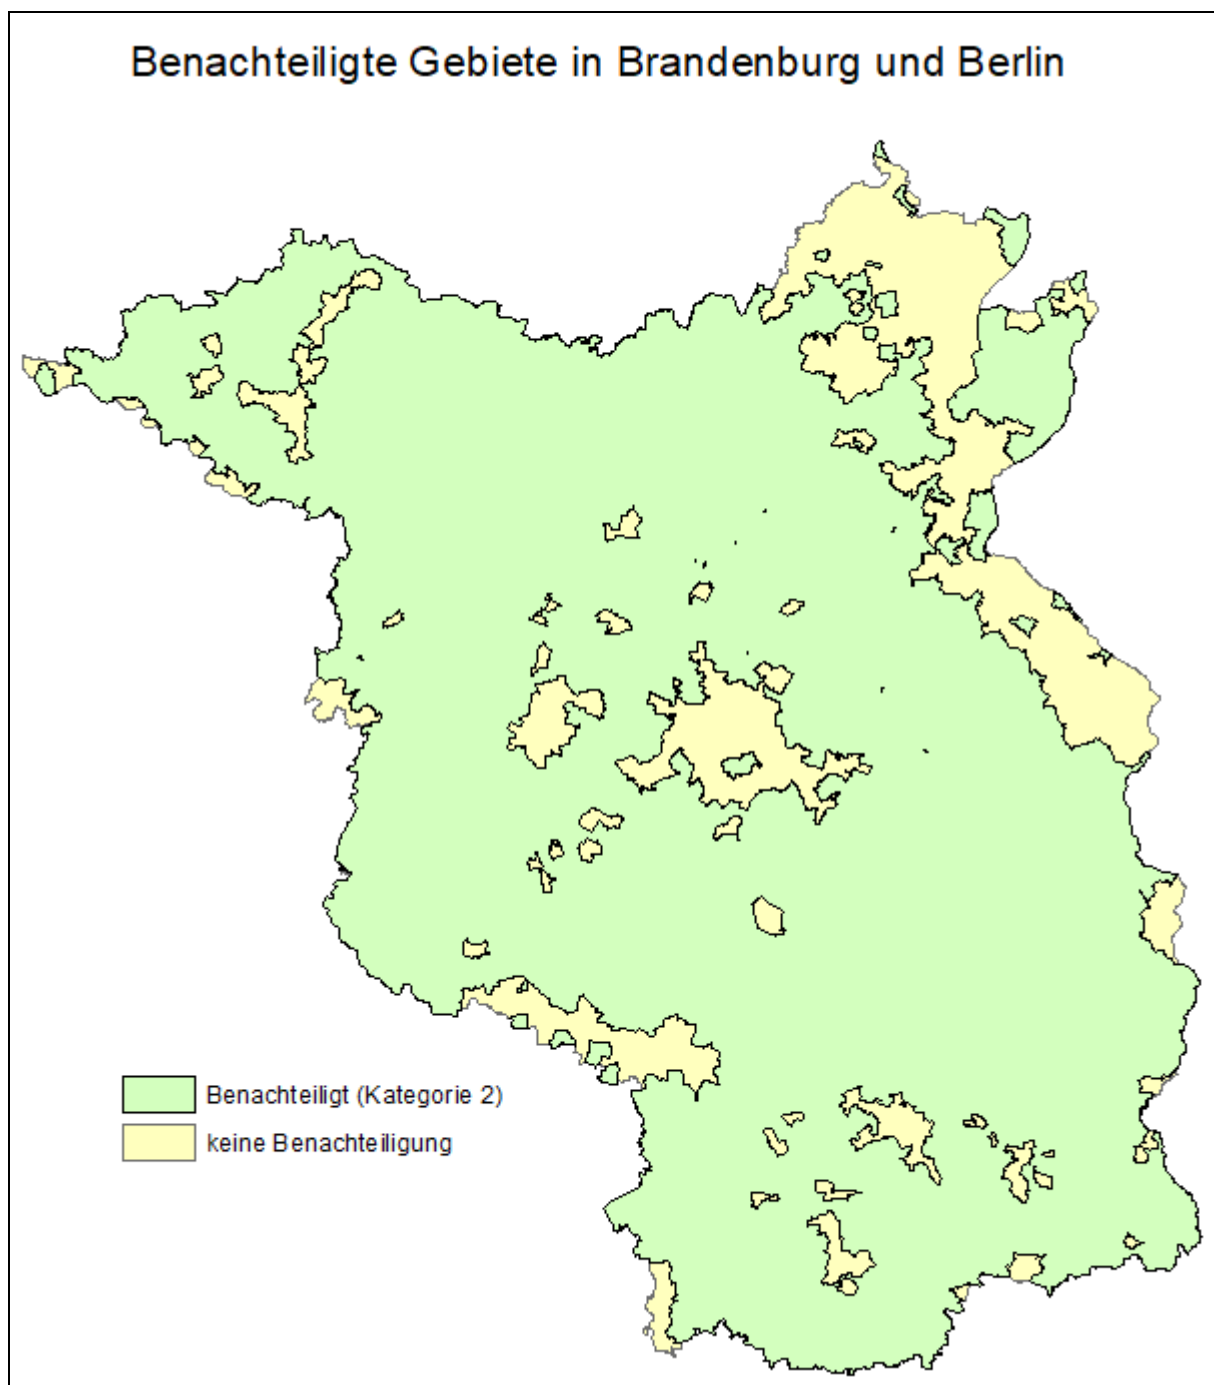 Benachteiligte Gebiete in Brandenburg und Berlin
Benachteiligt (Kategorie 2)
keine Benachteiligung